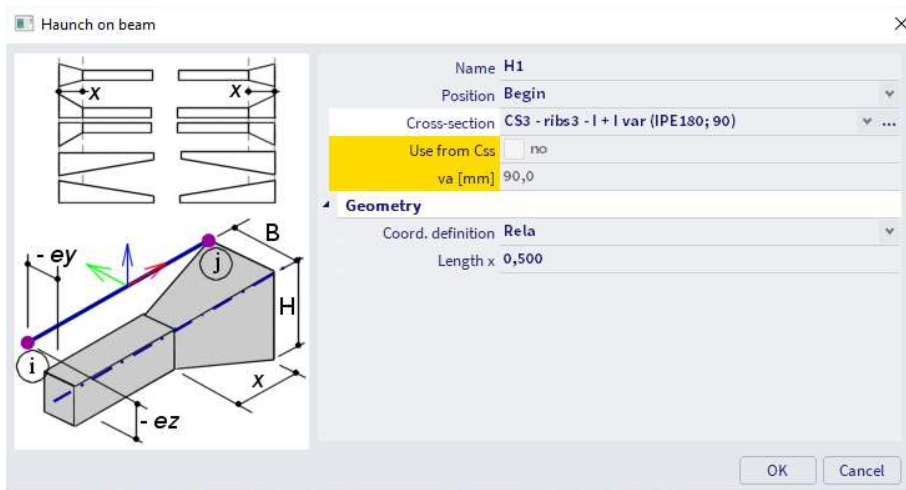 Haunch on beam
x x
- ey
B
j
H
i
x
- ez
Name H1
Position Begin
Cross-section CS3 - ribs3 - I + I var (IPE180; 90) ...
Use from Css no
va [mm] 90,0
Geometry
Coord. definition Rela
Length x 0,500
OK Cancel